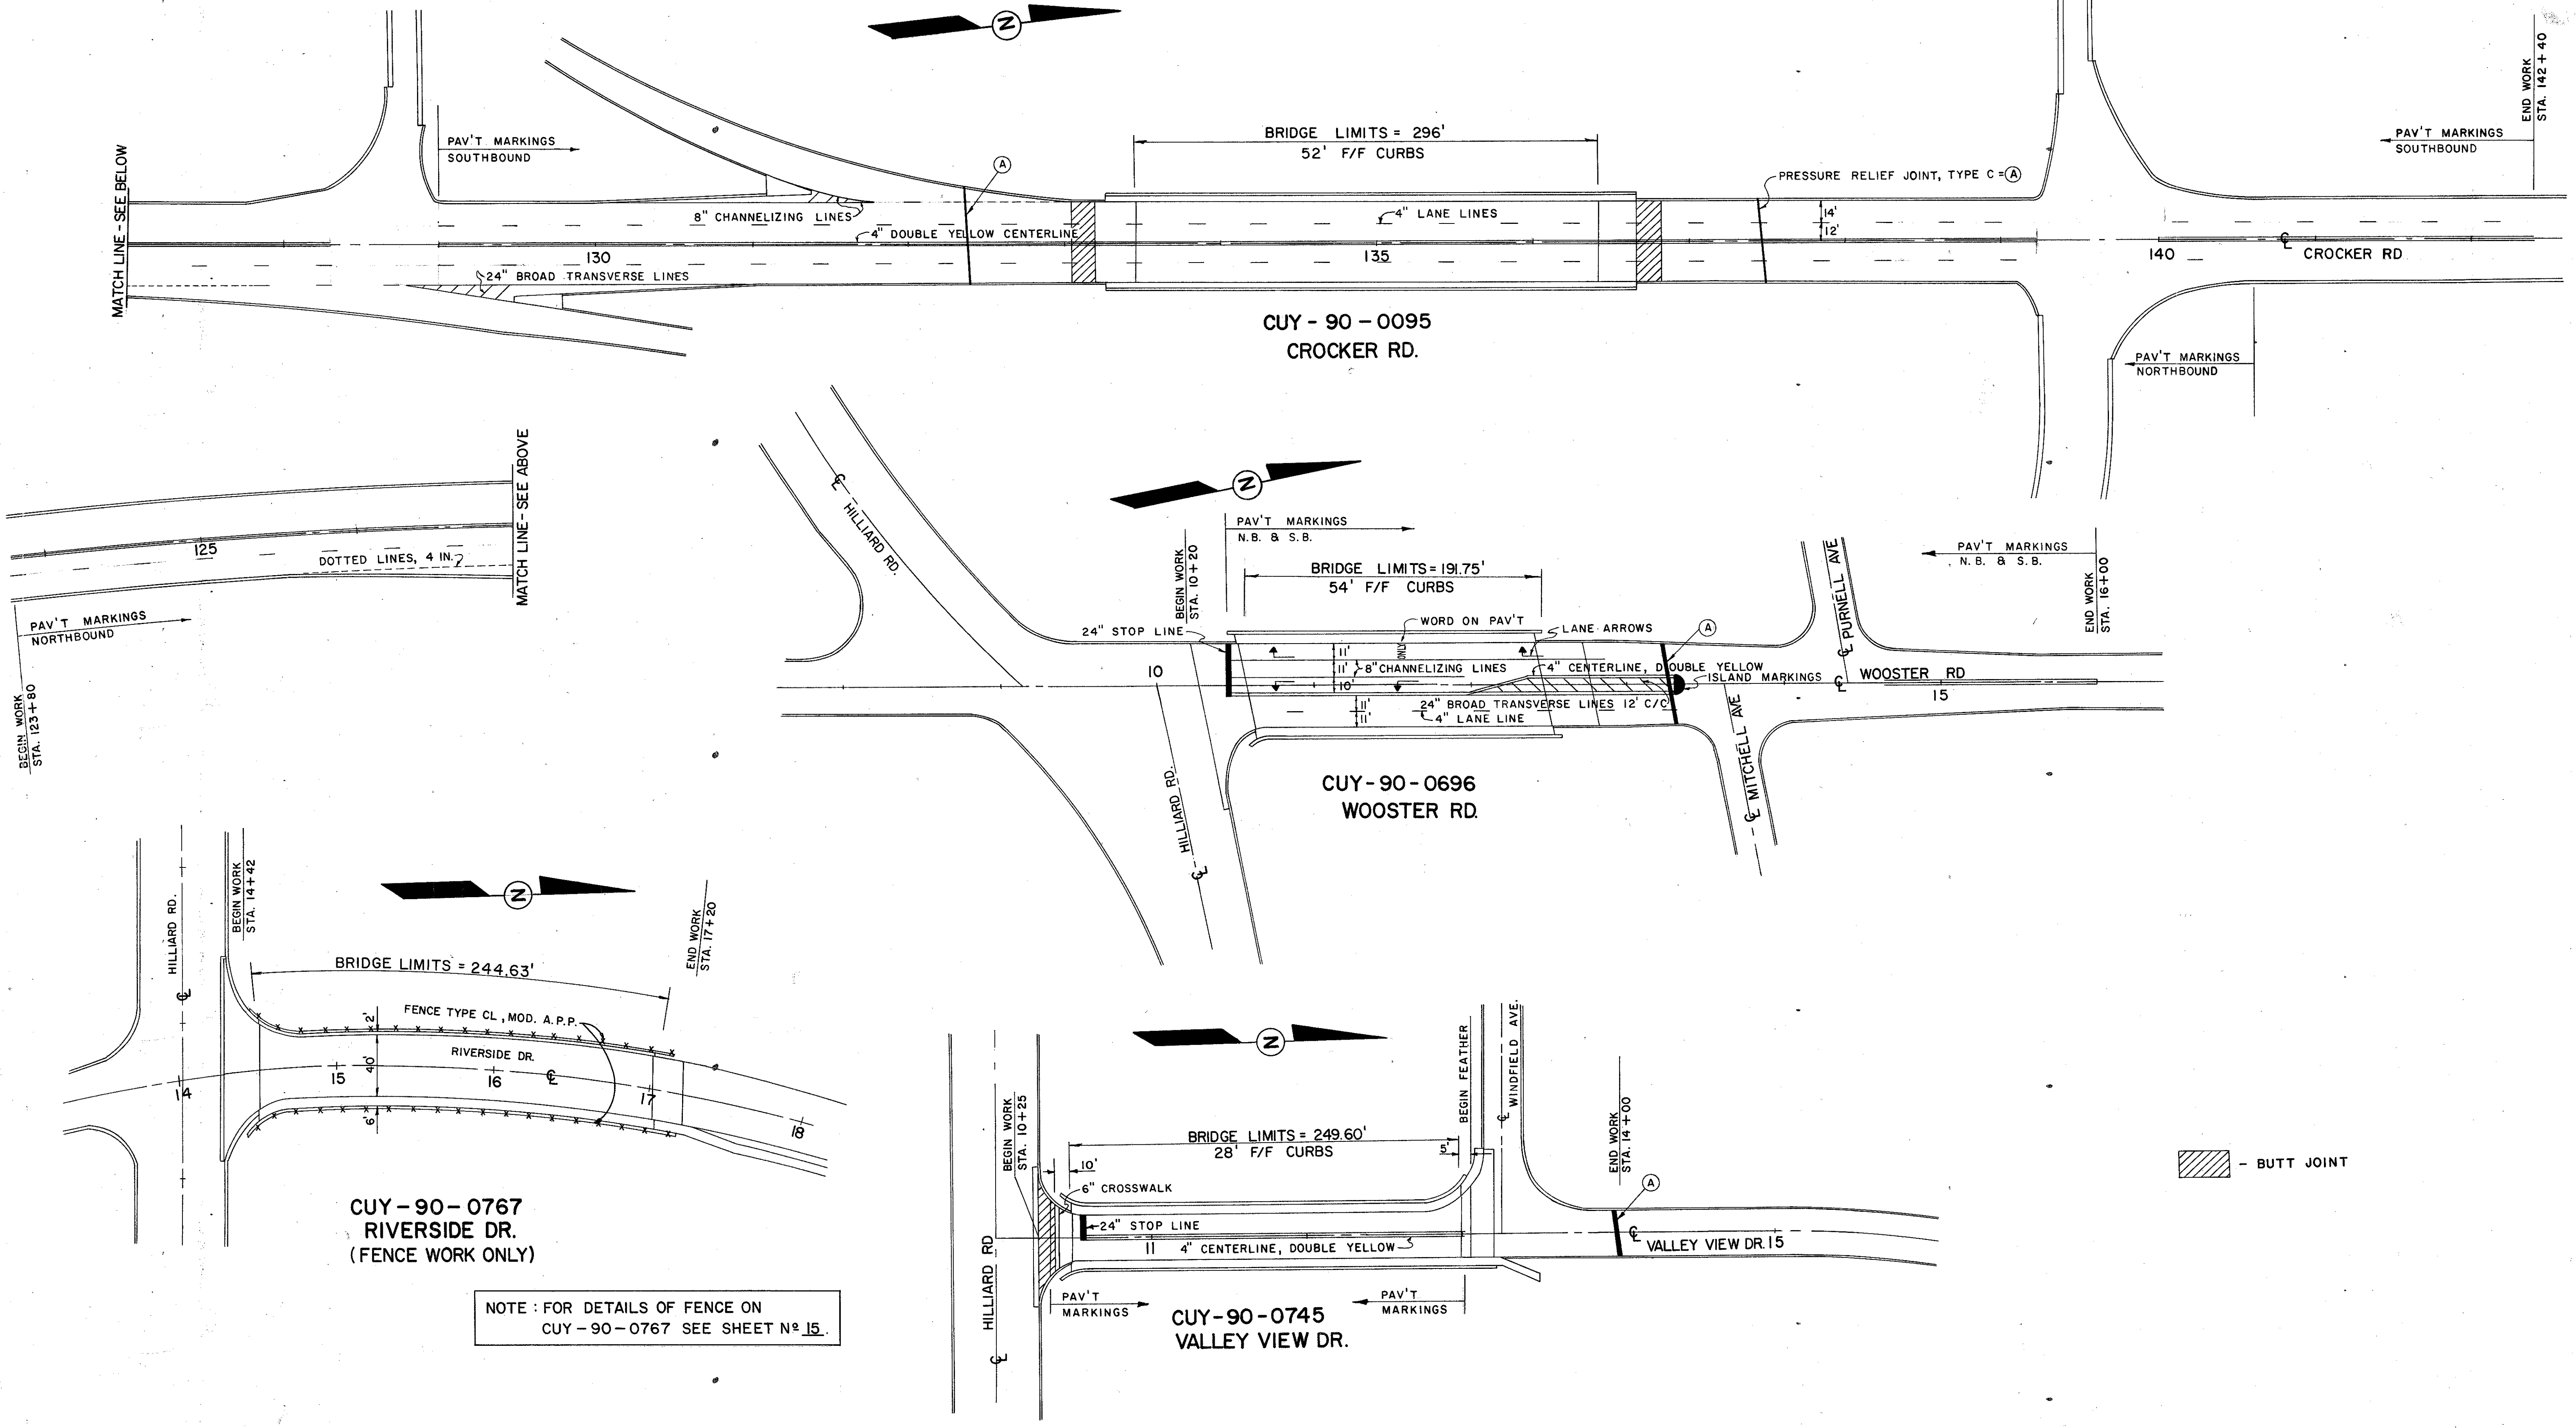 N
MATCH LINE - SEE BELOW
PAV'T MARKINGS
SOUTHBOUND
8" CHANNELIZING LINES
4" DOUBLE YELLOW CENTERLINE
130
24" BROAD TRANSVERSE LINES
A
BRIDGE LIMITS = 296'
52' F/F CURBS
4" LANE LINES
135
PRESSURE RELIEF JOINT, TYPE C = A
14'
12'
PAV'T MARKINGS
SOUTHBOUND
END WORK
STA. 142 + 40
140
℄
CROCKER RD
PAV'T MARKINGS
NORTHBOUND
CUY - 90 - 0095
CROCKER RD.
125
DOTTED LINES, 4 IN.
MATCH LINE - SEE ABOVE
PAV'T MARKINGS
NORTHBOUND
BEGIN WORK
STA. 123 + 80
N
℄ HILLIARD RD.
BEGIN WORK
STA. 10 + 20
PAV'T MARKINGS
N.B. & S.B.
BRIDGE LIMITS = 191.75'
54' F/F CURBS
24" STOP LINE
WORD ON PAV'T
LANE ARROWS
A
ONLY
11'
11'
8" CHANNELIZING LINES
4" CENTERLINE, DOUBLE YELLOW
10'
ISLAND MARKINGS
10
11'
11'
24" BROAD TRANSVERSE LINES 12' C/C
4" LANE LINE
℄ PURNELL AVE
PAV'T MARKINGS
N.B. & S.B.
END WORK
STA. 16+00
℄
WOOSTER RD
15
℄ MITCHELL AVE
HILLIARD RD.
℄
CUY - 90 - 0696
WOOSTER RD.
N
HILLIARD RD.
℄
BEGIN WORK
STA. 14 + 42
END WORK
STA. 17 + 20
BRIDGE LIMITS = 244.63'
FENCE TYPE CL, MOD. A.P.P.
2'
40'
6'
RIVERSIDE DR.
14
15
16
℄
17
18
CUY - 90 - 0767
RIVERSIDE DR.
(FENCE WORK ONLY)
NOTE : FOR DETAILS OF FENCE ON
CUY - 90 - 0767 SEE SHEET Nº 15.
N
HILLIARD RD
℄
BEGIN WORK
STA. 10 + 25
BRIDGE LIMITS = 249.60'
28' F/F CURBS
10'
5'
BEGIN FEATHER
℄ WINDFIELD AVE.
6" CROSSWALK
24" STOP LINE
11
4" CENTERLINE, DOUBLE YELLOW
END WORK
STA. 14 + 00
A
℄
VALLEY VIEW DR.
15
PAV'T
MARKINGS
PAV'T
MARKINGS
CUY - 90 - 0745
VALLEY VIEW DR.
- BUTT JOINT